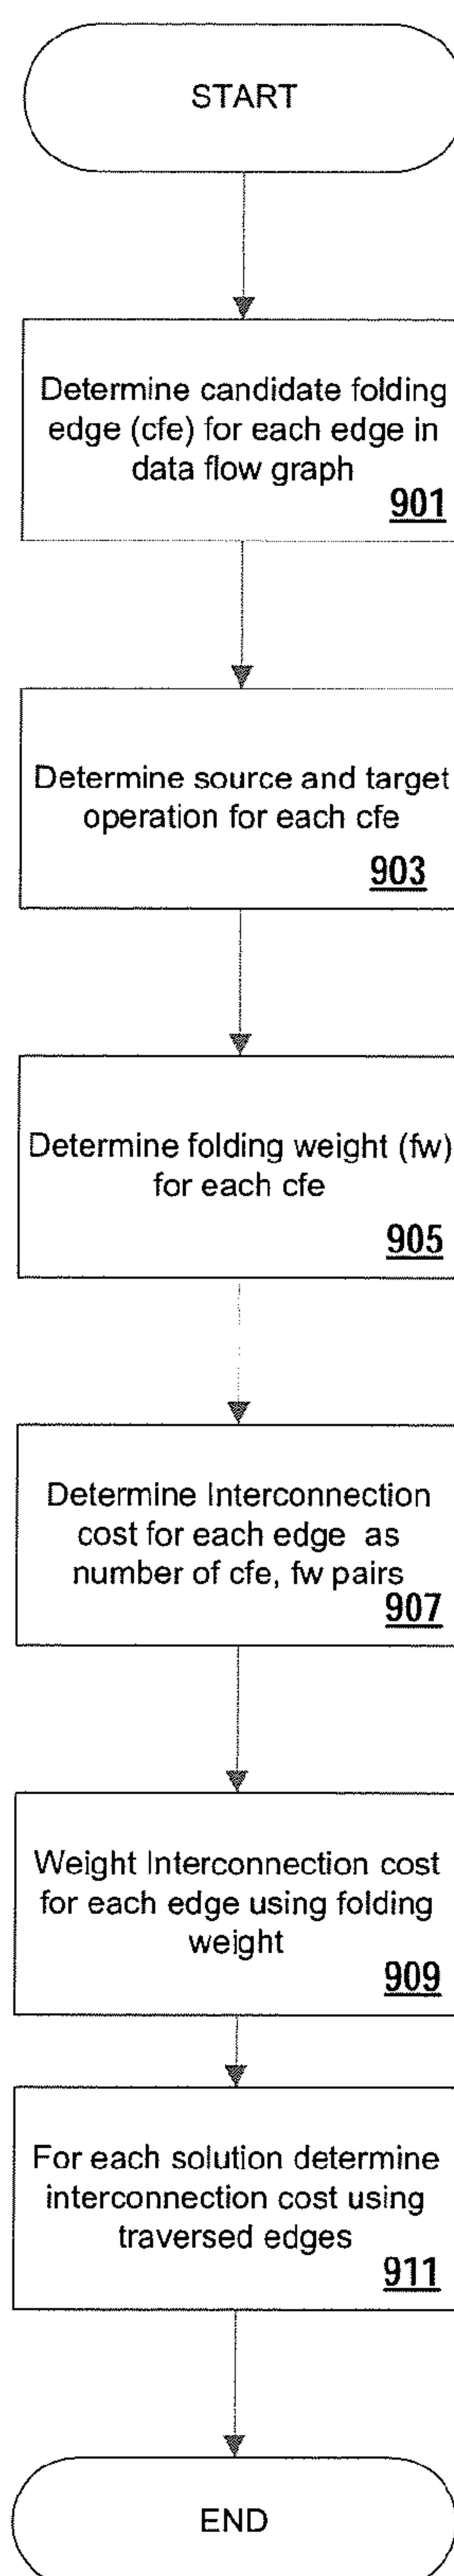 START
Determine candidate folding
edge (cfe) for each edge in
data flow graph
901
Determine source and target
operation for each cfe
903
Determine folding weight (fw)
for each cfe
905
Determine Interconnection
cost for each edge as
number of cfe, fw pairs
907
Weight Interconnection cost
for each edge using folding
weight
909
For each solution determine
interconnection cost using
traversed edges
911
END